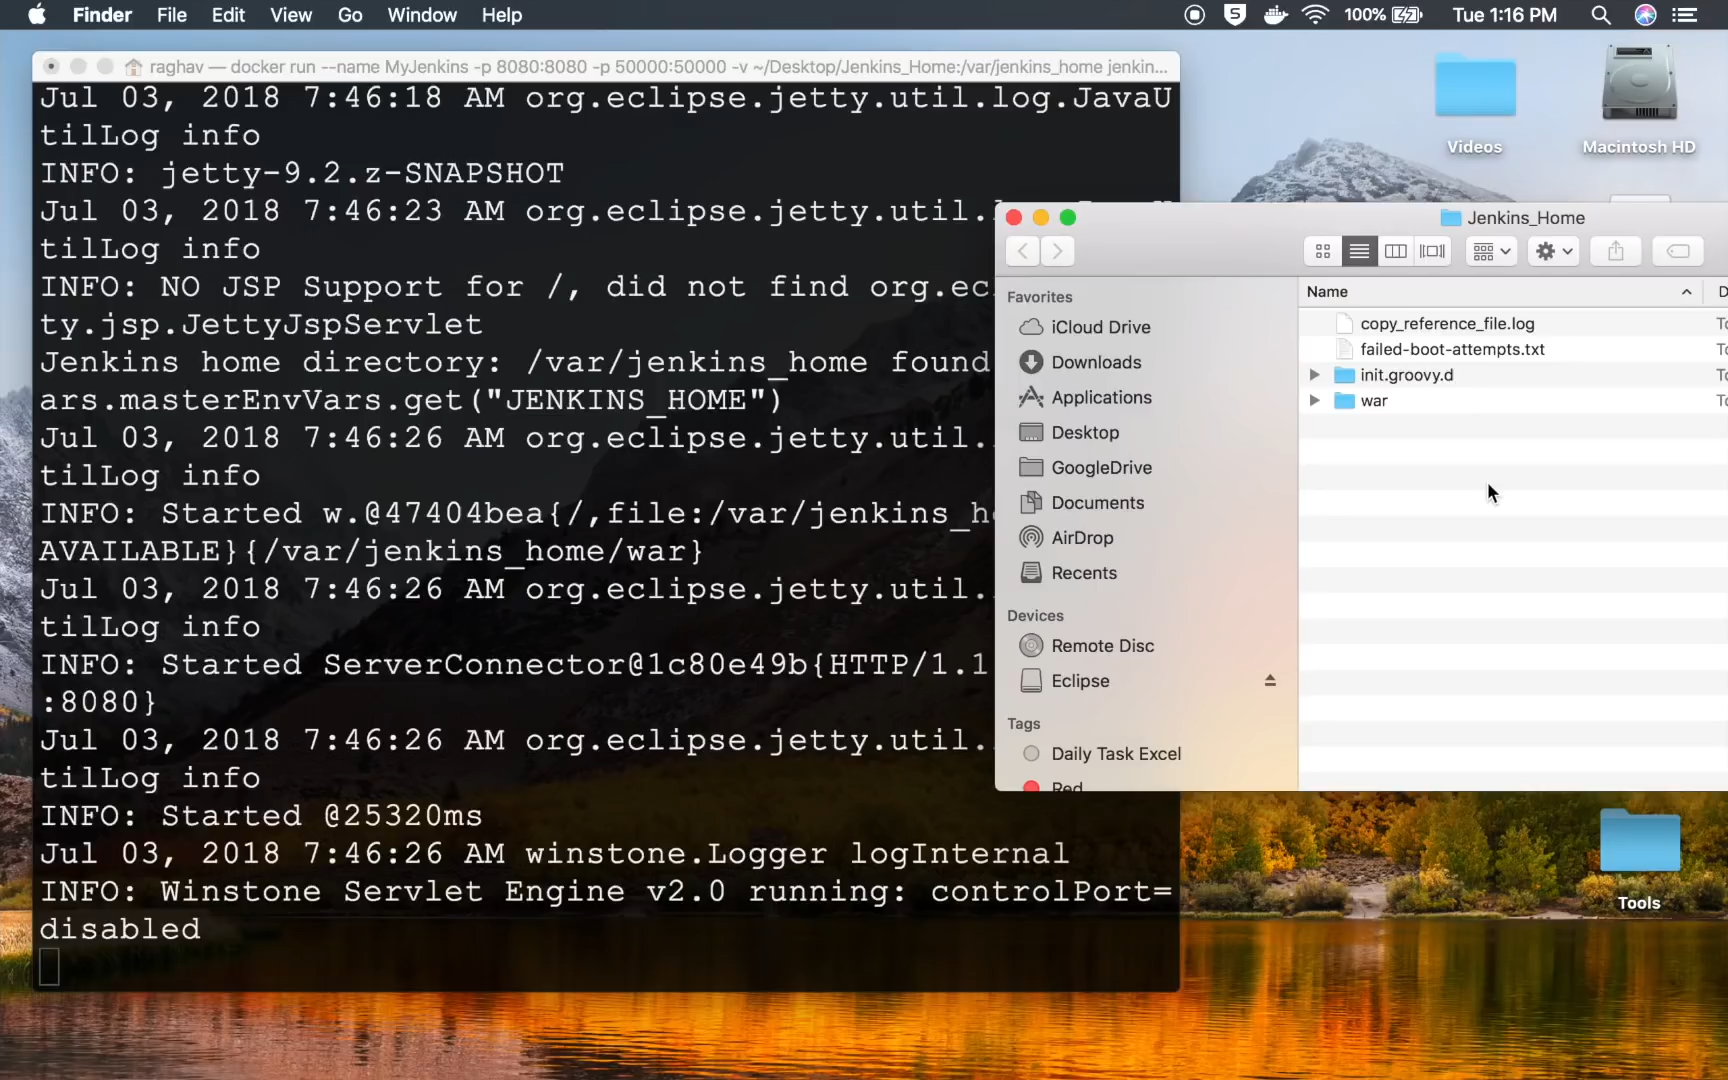 Finder File Edit View Go Window Help 100% Tue 1:16 PM
raghav — docker run --name MyJenkins -p 8080:8080 -p 50000:50000 -v ~/Desktop/Jenkins_Home:/var/jenkins_home jenkin...
Jul 03, 2018 7:46:18 AM org.eclipse.jetty.util.log.JavaU
tilLog info
INFO: jetty-9.2.z-SNAPSHOT
Jul 03, 2018 7:46:23 AM org.eclipse.jetty.util.
tilLog info
INFO: NO JSP Support for /, did not find org.ec
ty.jsp.JettyJspServlet
Jenkins home directory: /var/jenkins_home found
ars.masterEnvVars.get("JENKINS_HOME")
Jul 03, 2018 7:46:26 AM org.eclipse.jetty.util.
tilLog info
INFO: Started w.@47404bea{/,file:/var/jenkins_h
AVAILABLE}{/var/jenkins_home/war}
Jul 03, 2018 7:46:26 AM org.eclipse.jetty.util.
tilLog info
INFO: Started ServerConnector@1c80e49b{HTTP/1.1
:8080}
Jul 03, 2018 7:46:26 AM org.eclipse.jetty.util.
tilLog info
INFO: Started @25320ms
Jul 03, 2018 7:46:26 AM winstone.Logger logInternal
INFO: Winstone Servlet Engine v2.0 running: controlPort=
disabled
Videos
Macintosh HD
Jenkins_Home
Favorites
iCloud Drive
Downloads
Applications
Desktop
GoogleDrive
Documents
AirDrop
Recents
Devices
Remote Disc
Eclipse
Tags
Daily Task Excel
Red
Name
copy_reference_file.log
failed-boot-attempts.txt
init.groovy.d
war
Tools